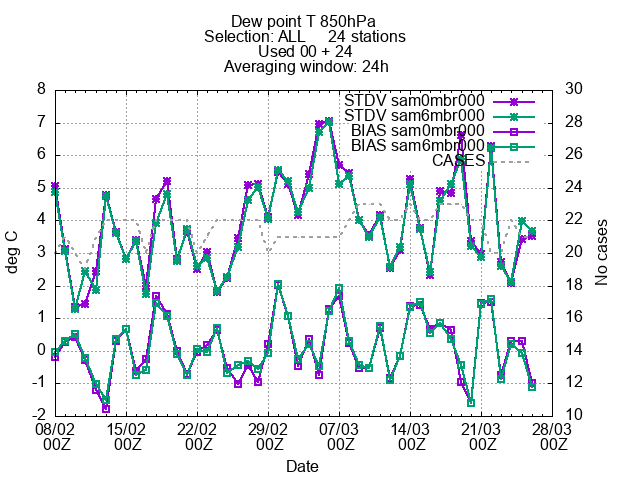 Dew point T 850hPa
Selection: ALL 24 stations
Used 00 + 24
Averaging window: 24h
8 30
STDV sam0mbr000
7 28
STDV sam6mbr000
BIAS sam0mbr000
6 26
BIAS sam6mbr000
CASES
5 24
4 22
3 20
2 18
1 16
0 14
-1 12
-2 10
deg C
No cases
08/02 15/02 22/02 29/02 07/03 14/03 21/03 28/03
00Z 00Z 00Z 00Z 00Z 00Z 00Z 00Z
Date